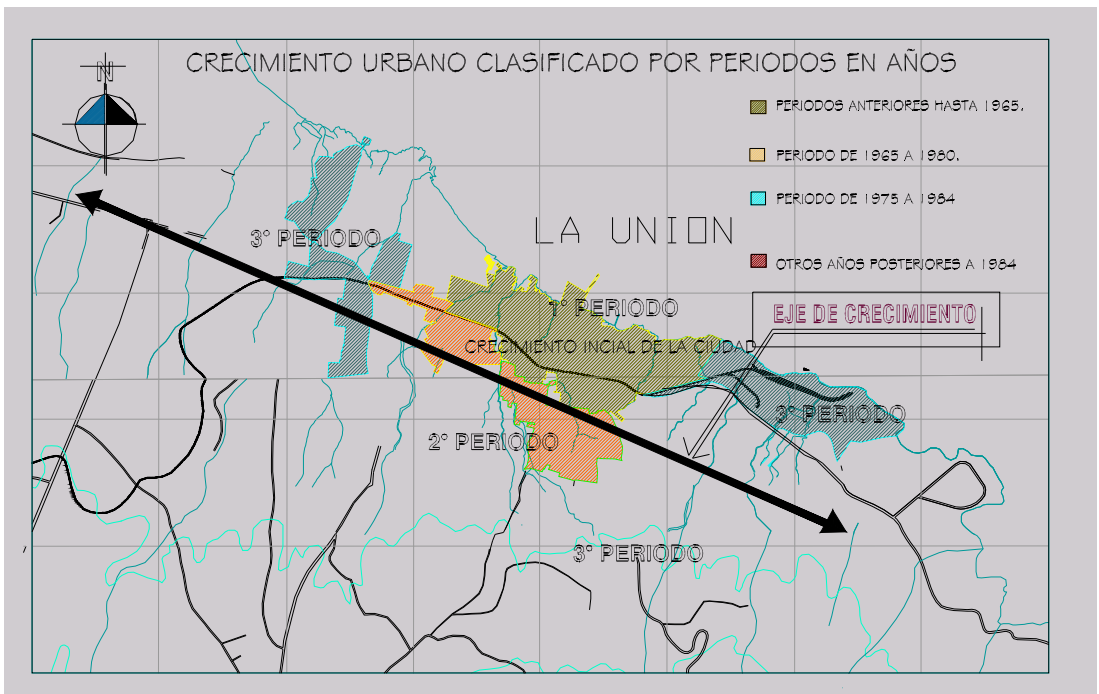 CRECIMIENTO URBANO CLASIFICADO POR PERIODOS EN AÑOS
N
PERIODOS ANTERIORES HASTA 1965.
PERIODO DE 1965 A 1980.
PERIODO DE 1975 A 1984
LA UNION
3° PERIODO
OTROS AÑOS POSTERIORES A 1984
1° PERIODO
EJE DE CRECIMIENTO
CRECIMIENTO INCIAL DE LA CIUDAD
3° PERIODO
2° PERIODO
3° PERIODO